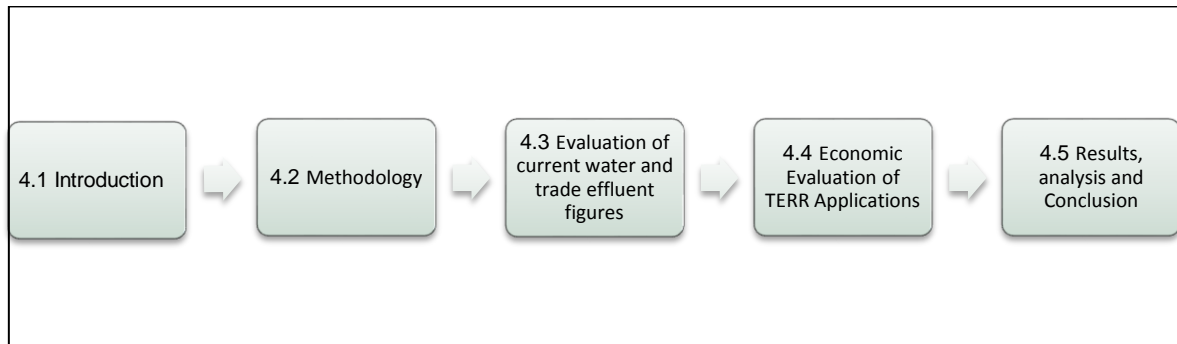 4.1 Introduction
4.2 Methodology
4.3 Evaluation of
current water and
trade effluent
figures
4.4 Economic
Evaluation of
TERR Applications
4.5 Results,
analysis and
Conclusion